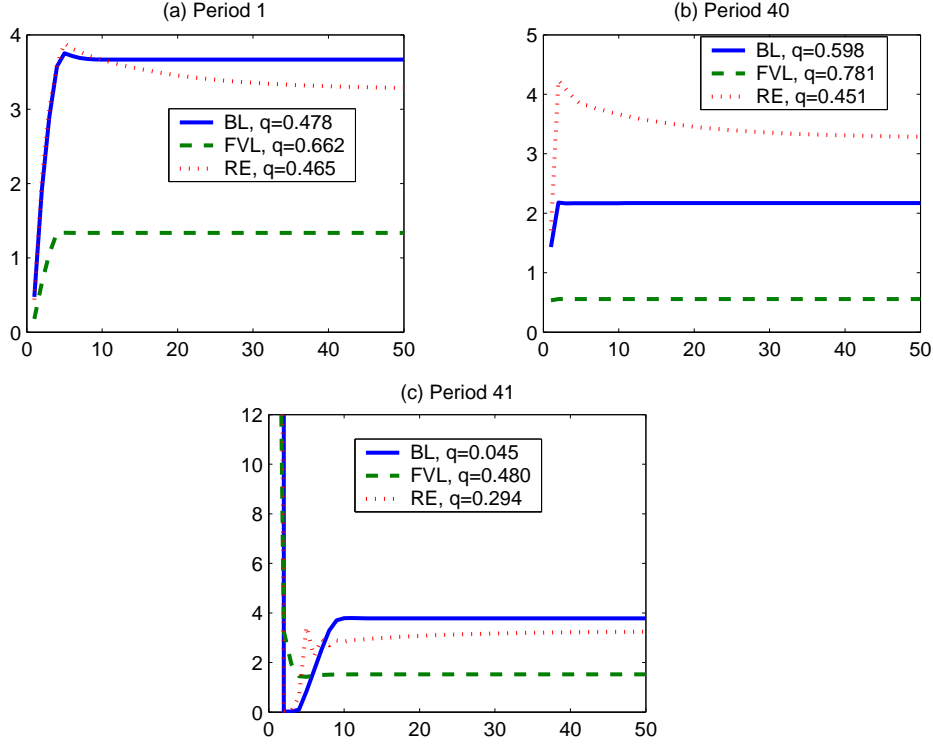 (a) Period 1
4
3
2
1
0
0 10 20 30 40 50
BL, q=0.478
FVL, q=0.662
RE, q=0.465
(b) Period 40
5
4
3
2
1
0
0 10 20 30 40 50
BL, q=0.598
FVL, q=0.781
RE, q=0.451
(c) Period 41
12
10
8
6
4
2
0
0 10 20 30 40 50
BL, q=0.045
FVL, q=0.480
RE, q=0.294